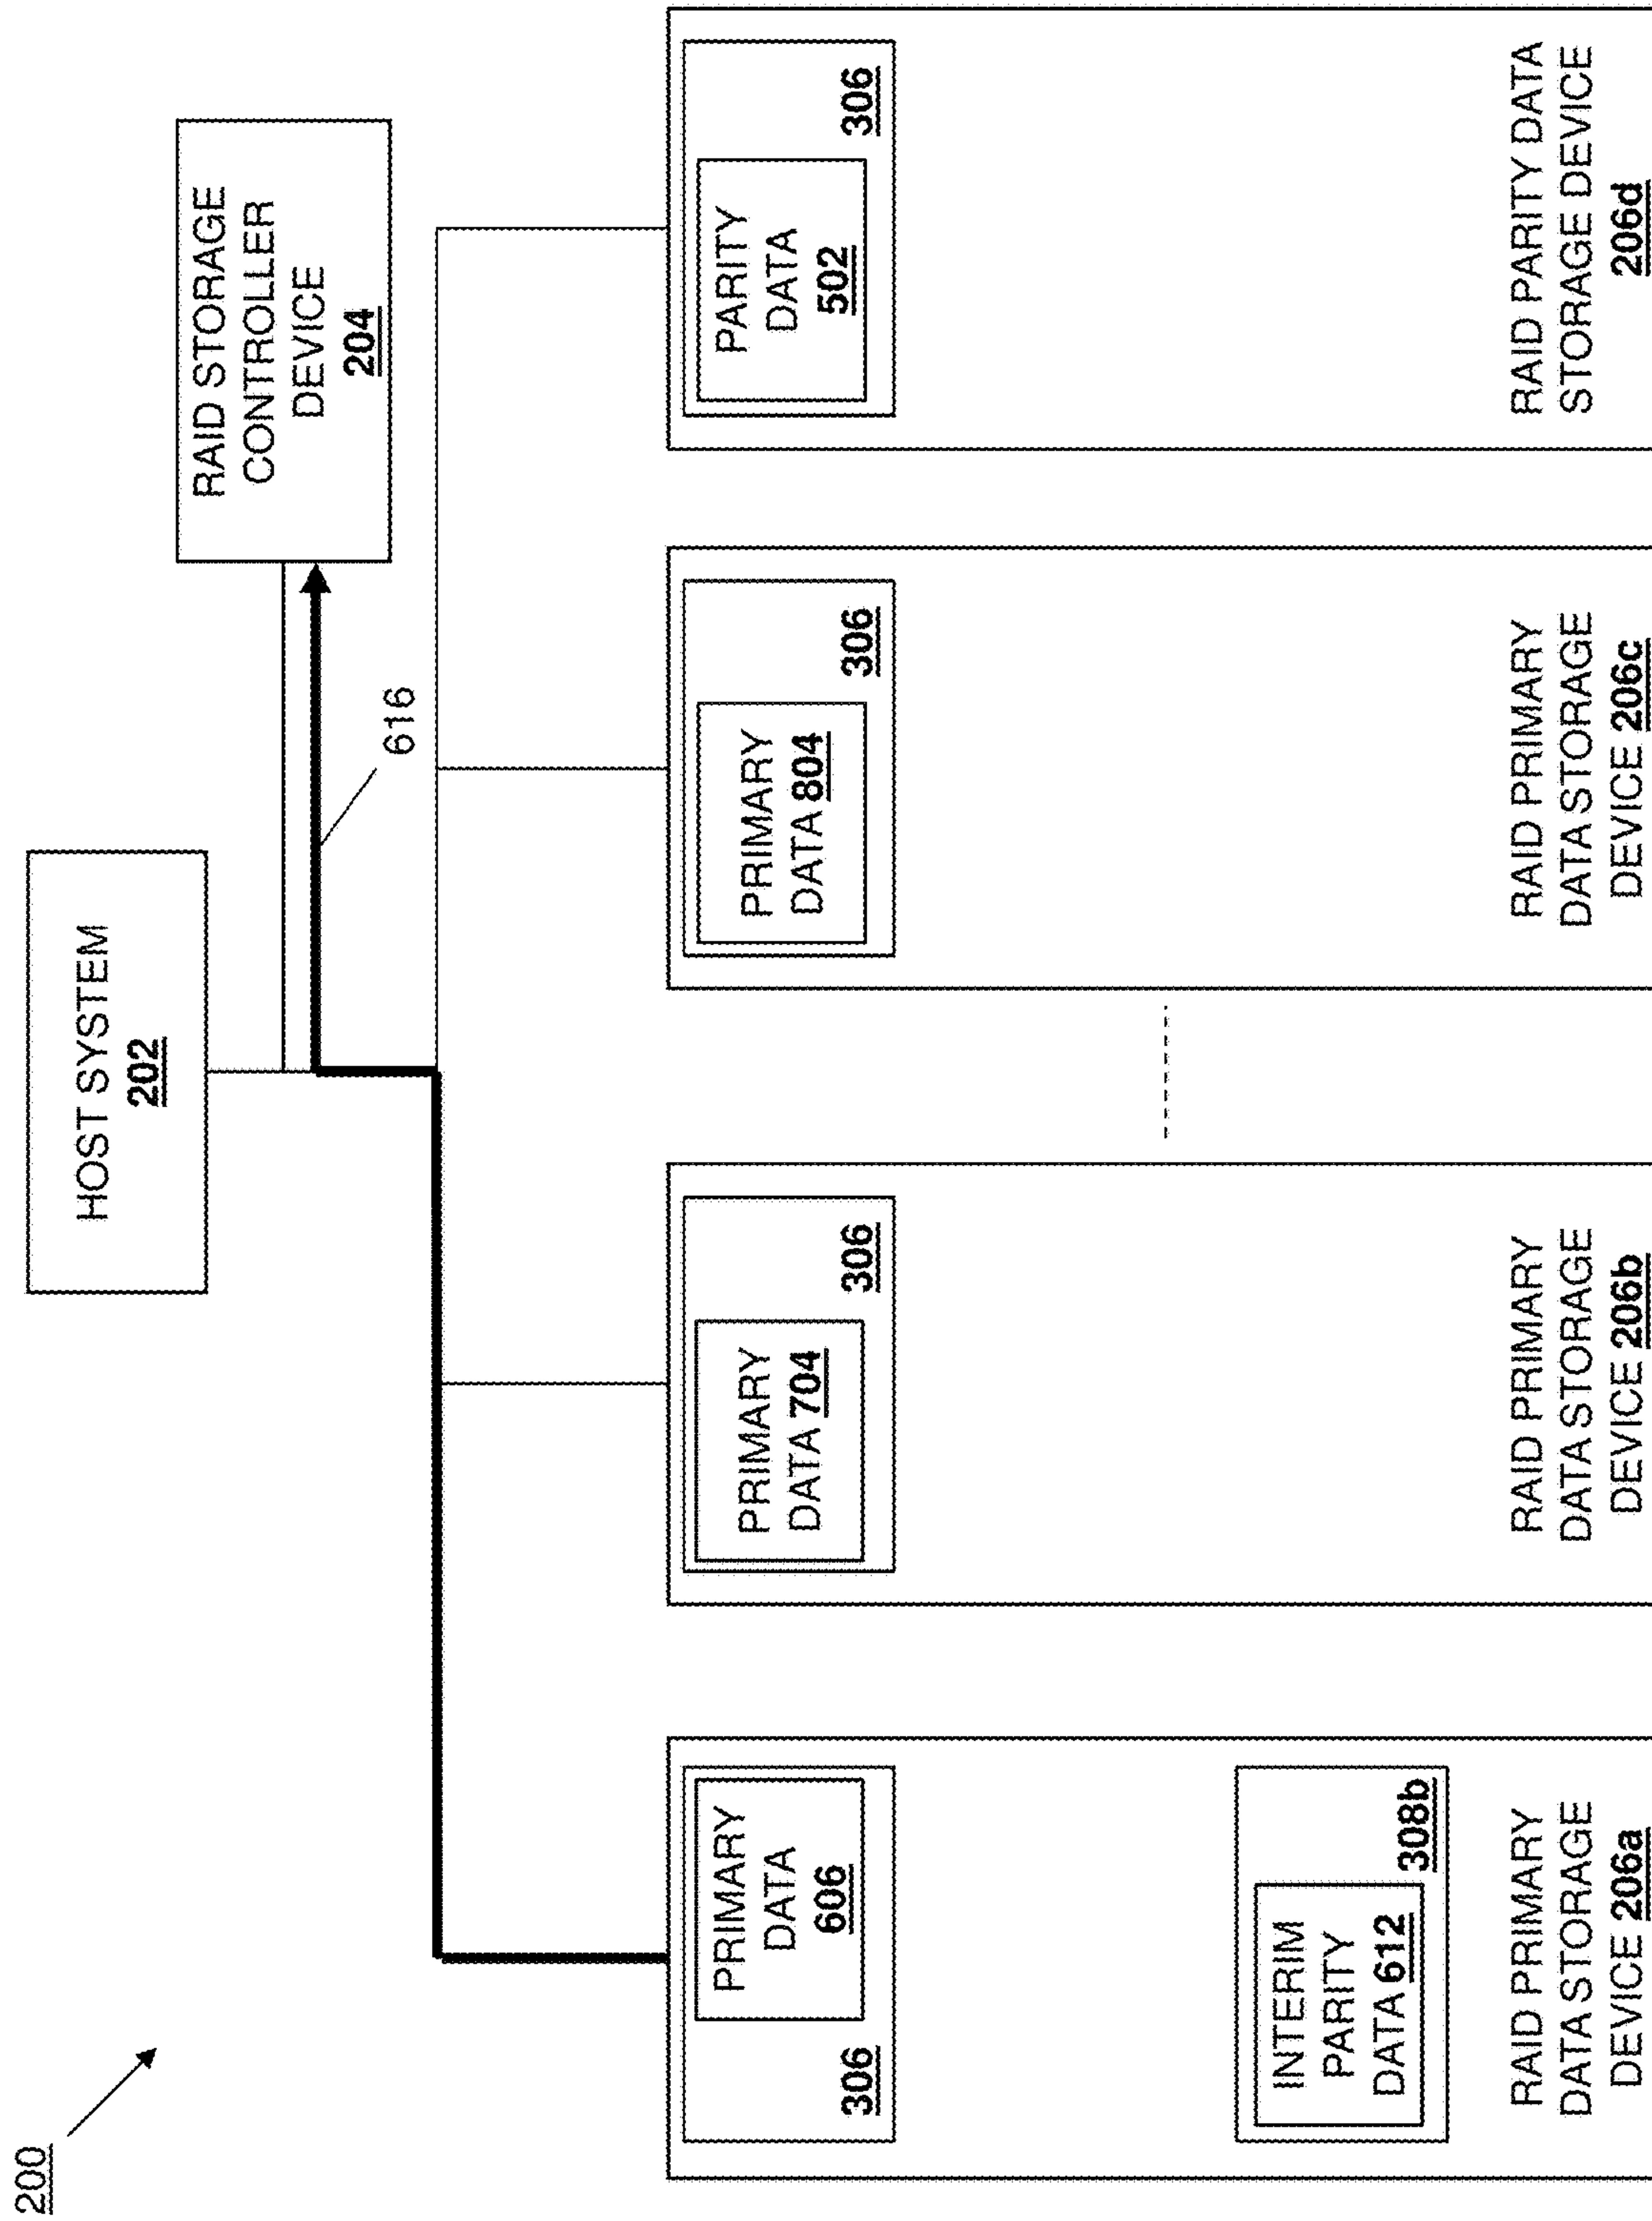 200
HOST SYSTEM
202
RAID STORAGE
CONTROLLER
DEVICE
204
616
PRIMARY
DATA
606
306
INTERIM
PARITY
DATA 612
308b
RAID PRIMARY
DATA STORAGE
DEVICE 206a
PRIMARY
DATA 704
306
RAID PRIMARY
DATA STORAGE
DEVICE 206b
PRIMARY
DATA 804
306
RAID PRIMARY
DATA STORAGE
DEVICE 206c
PARITY
DATA
502
306
RAID PARITY DATA
STORAGE DEVICE
206d